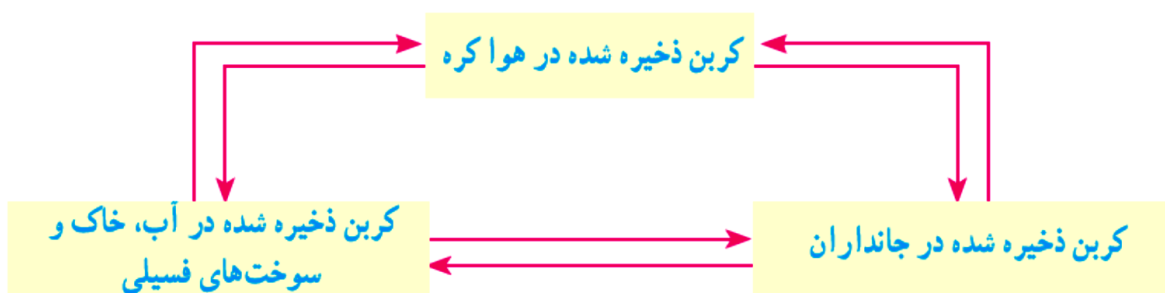 کربن ذخیره شده در هوا کره
کربن ذخیره شده در جانداران
کربن ذخیره شده در آب، خاک و
سوخت‌های فسیلی